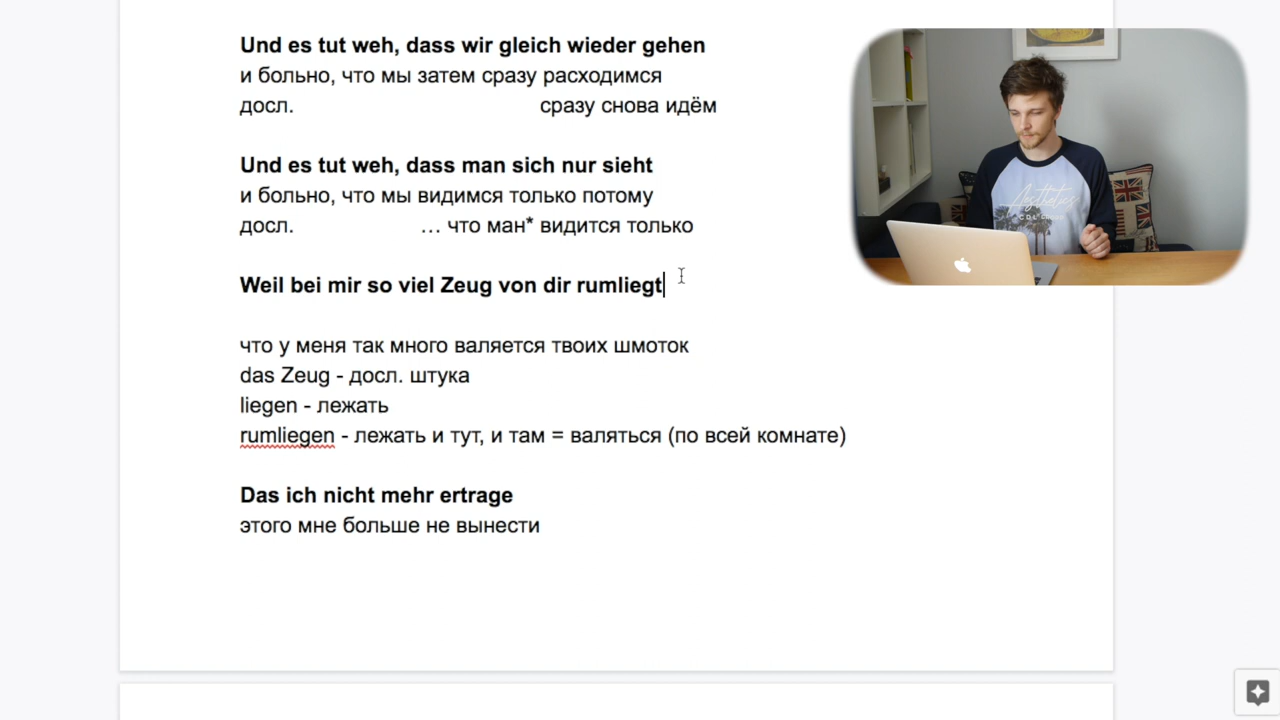 Und es tut weh, dass wir gleich wieder gehen
и больно, что мы затем сразу расходимся
досл. сразу снова идём
Und es tut weh, dass man sich nur sieht
и больно, что мы видимся только потому
досл. … что ман* видится только
Weil bei mir so viel Zeug von dir rumliegt
что у меня так много валяется твоих шмоток
das Zeug - досл. штука
liegen - лежать
rumliegen - лежать и тут, и там = валяться (по всей комнате)
Das ich nicht mehr ertrage
этого мне больше не вынести
Aesthetics